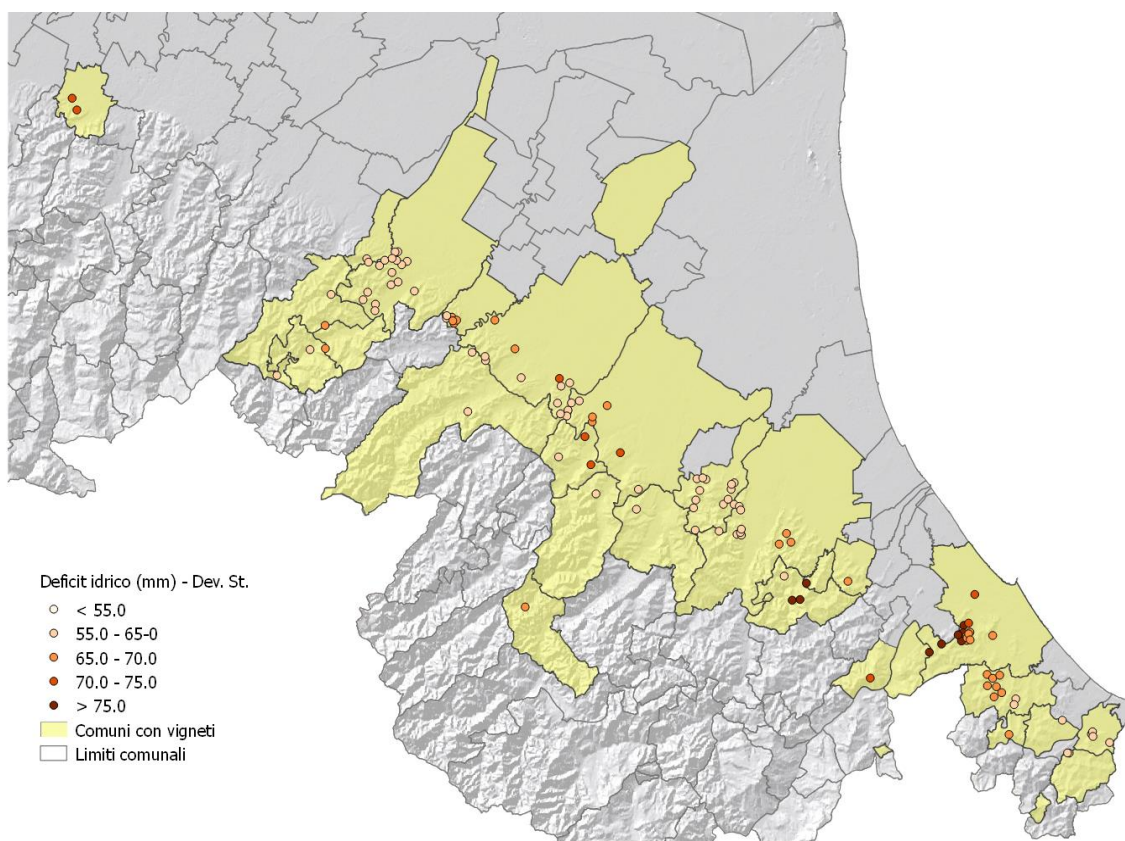 Deficit idrico (mm) - Dev. St.
< 55.0
55.0 - 65-0
65.0 - 70.0
70.0 - 75.0
> 75.0
Comuni con vigneti
Limiti comunali